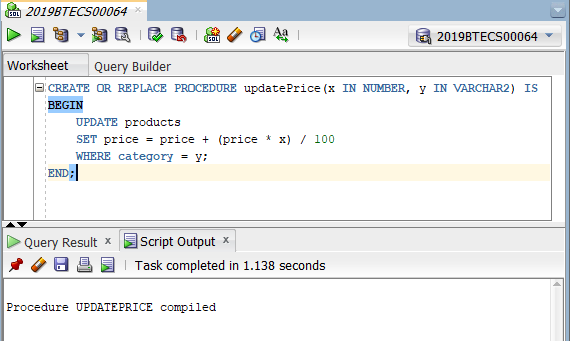 2019BTECS00064
2019BTECS00064
Worksheet Query Builder
CREATE OR REPLACE PROCEDURE updatePrice(x IN NUMBER, y IN VARCHAR2) IS
BEGIN
UPDATE products
SET price = price + (price * x) / 100
WHERE category = y;
END;
Query Result x Script Output x
Task completed in 1.138 seconds
Procedure UPDATEPRICE compiled